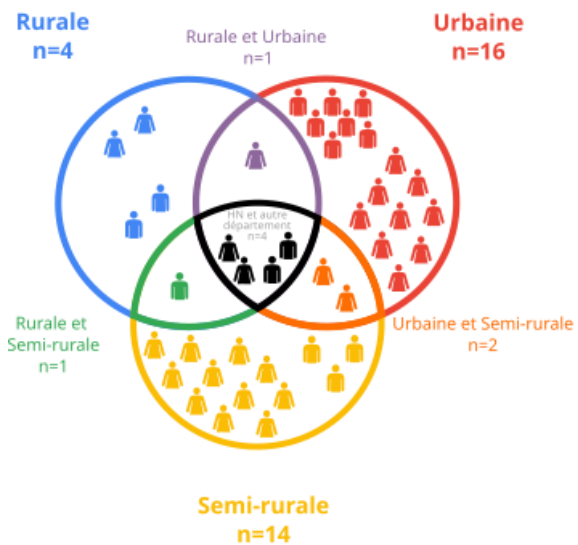 Rurale
n=4
Rurale et Urbaine
n=1
Urbaine
n=16
HN et autre
département
n=4
Rurale et
Semi-rurale
n=1
Urbaine et Semi-rurale
n=2
Semi-rurale
n=14